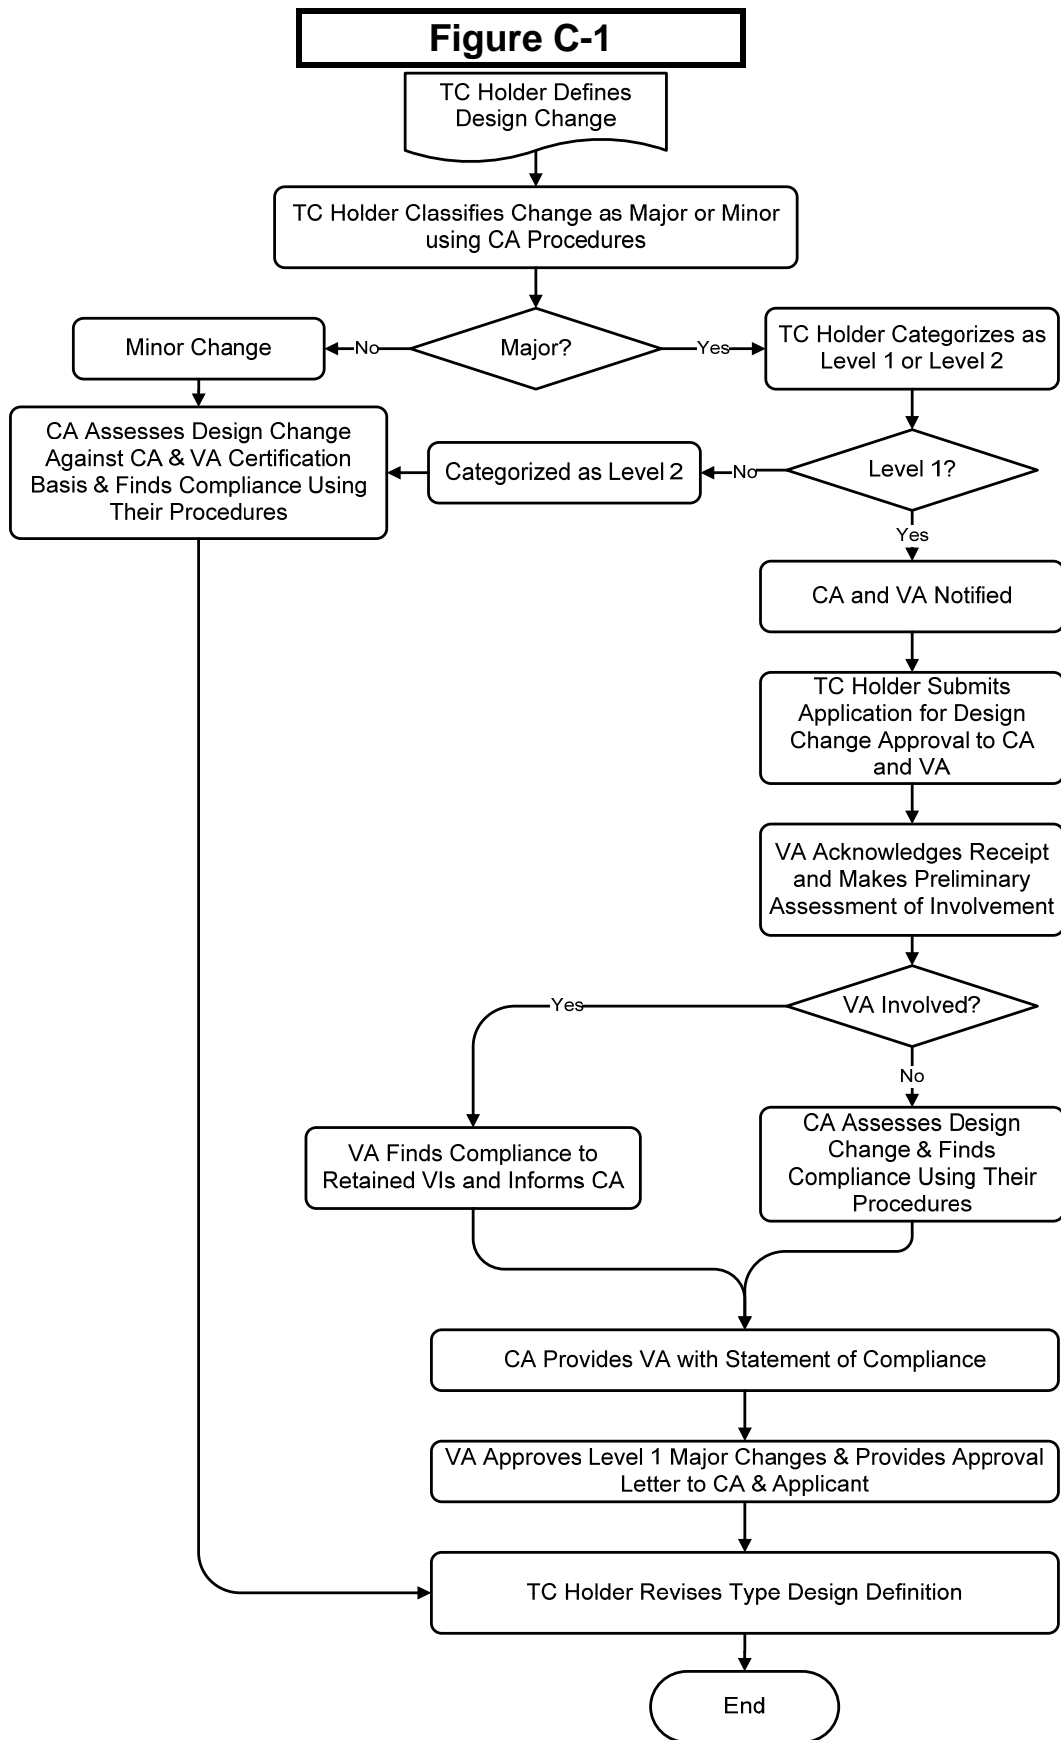 Figure C-1
TC Holder Defines
Design Change
TC Holder Classifies Change as Major or Minor
using CA Procedures
Major?
No
Yes
Minor Change
TC Holder Categorizes as
Level 1 or Level 2
CA Assesses Design Change
Against CA & VA Certification
Basis & Finds Compliance Using
Their Procedures
Categorized as Level 2
No
Level 1?
Yes
CA and VA Notified
TC Holder Submits
Application for Design
Change Approval to CA
and VA
VA Acknowledges Receipt
and Makes Preliminary
Assessment of Involvement
VA Involved?
Yes
No
VA Finds Compliance to
Retained VIs and Informs CA
CA Assesses Design
Change & Finds
Compliance Using Their
Procedures
CA Provides VA with Statement of Compliance
VA Approves Level 1 Major Changes & Provides Approval
Letter to CA & Applicant
TC Holder Revises Type Design Definition
End